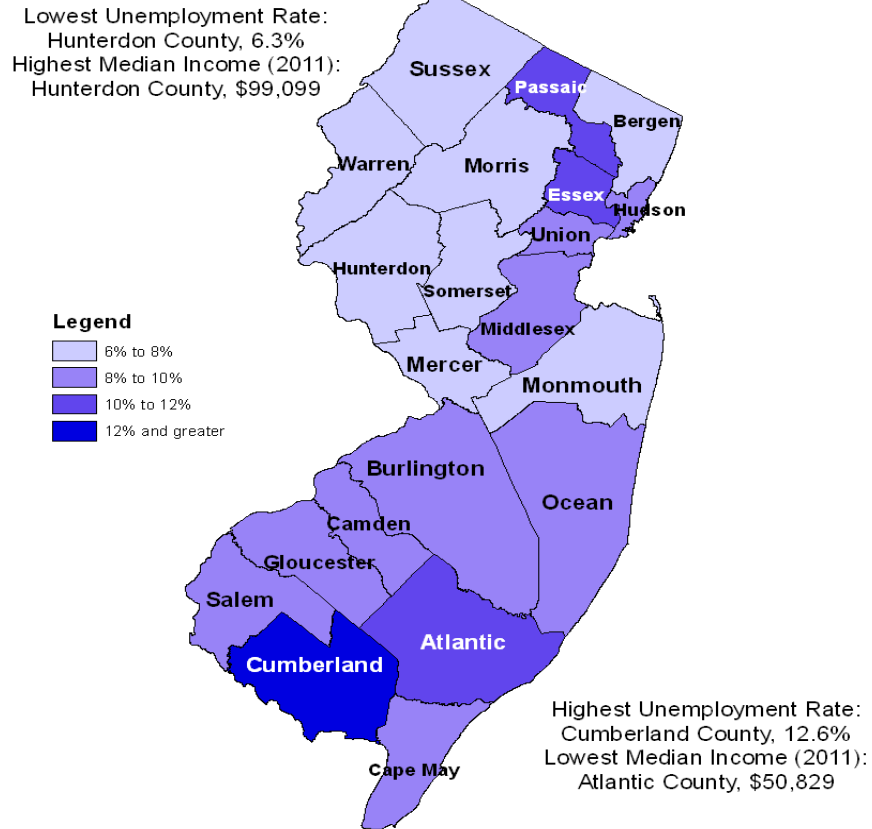 Lowest Unemployment Rate:
Hunterdon County, 6.3%
Highest Median Income (2011):
Hunterdon County, $99,099
Sussex
Passaic
Bergen
Warren
Morris
Essex
Hudson
Union
Hunterdon
Somerset
Middlesex
Mercer
Monmouth
Legend
6% to 8%
8% to 10%
10% to 12%
12% and greater
Burlington
Ocean
Camden
Gloucester
Salem
Atlantic
Cumberland
Cape May
Highest Unemployment Rate:
Cumberland County, 12.6%
Lowest Median Income (2011):
Atlantic County, $50,829